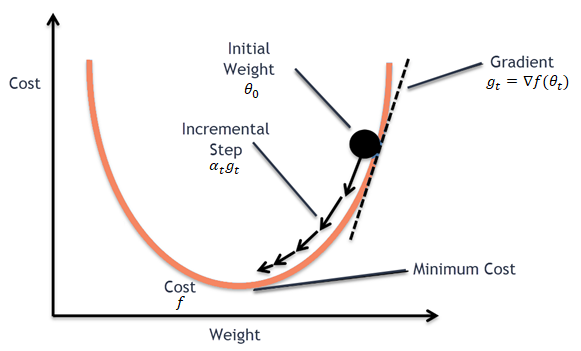 Initial
Weight
θ₀
Gradient
gₜ = ∇f(θₜ)
Cost
Incremental
Step
αₜgₜ
Minimum Cost
Cost
f
Weight